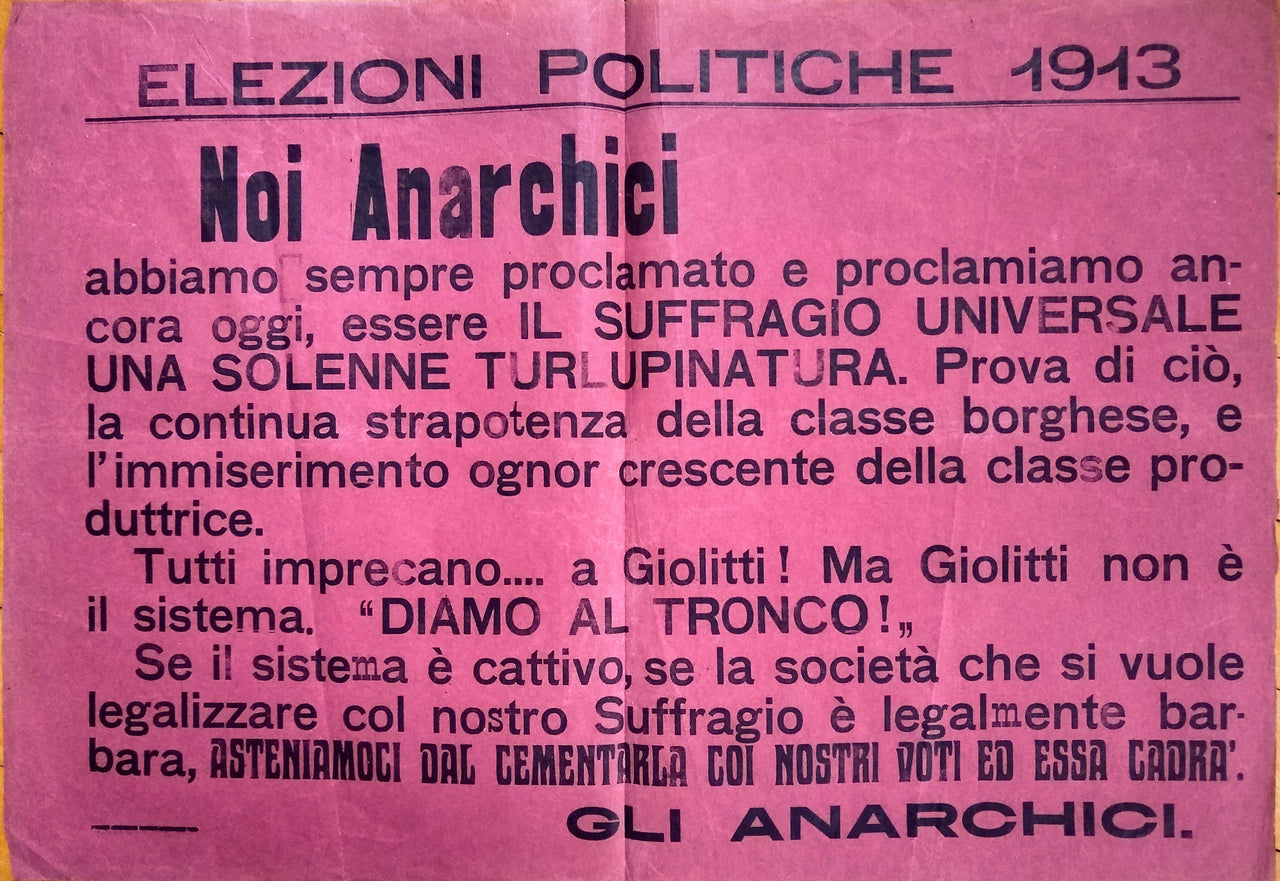 ELEZIONI POLITICHE 1913
Noi Anarchici
abbiamo sempre proclamato e proclamiamo an-
cora oggi, essere IL SUFFRAGIO UNIVERSALE
UNA SOLENNE TURLUPINATURA. Prova di ciò,
la continua strapotenza della classe borghese, e
l'immiserimento ognor crescente della classe pro-
duttrice.
Tutti imprecano.... a Giolitti! Ma Giolitti non è
il sistema. “DIAMO AL TRONCO!„
Se il sistema è cattivo, se la società che si vuole
legalizzare col nostro Suffragio è legalmente bar-
bara, ASTENIAMOCI DAL CEMENTARLA COI NOSTRI VOTI ED ESSA CADRA'.
GLI ANARCHICI.